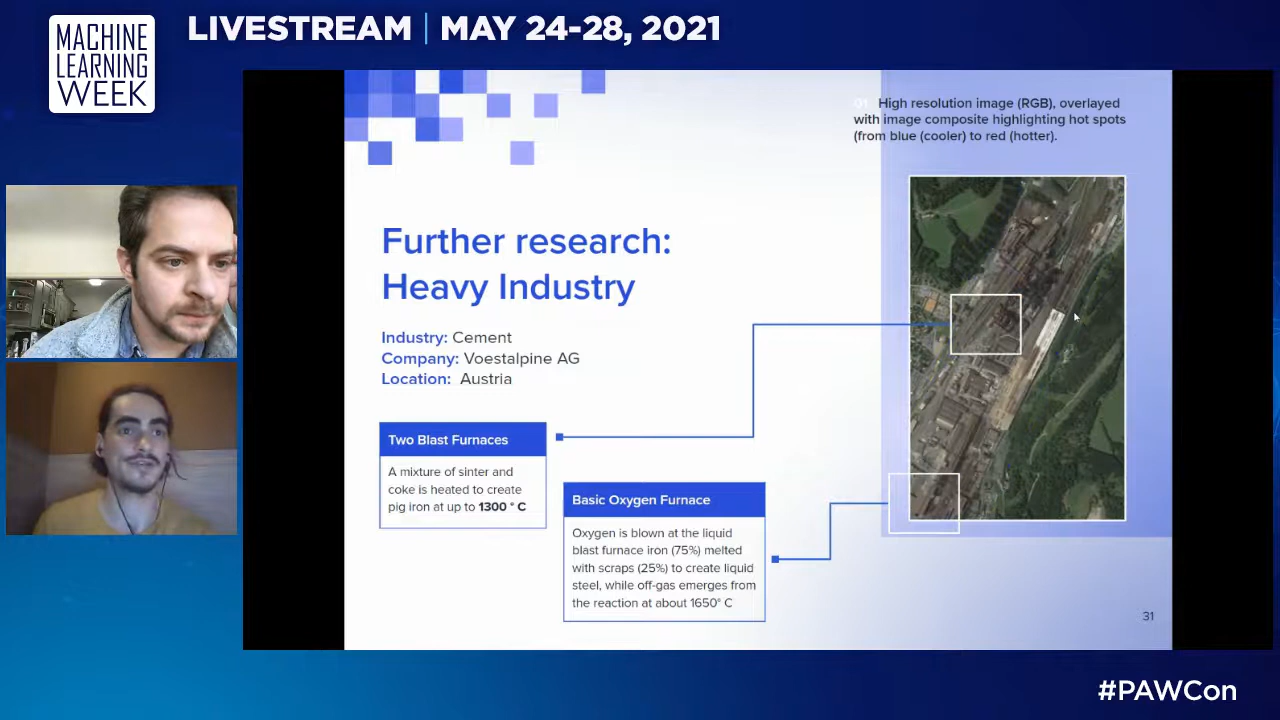 MACHINE
LEARNING
WEEK
LIVESTREAM | MAY 24-28, 2021
01 High resolution image (RGB), overlayed
with image composite highlighting hot spots
(from blue (cooler) to red (hotter).
Further research:
Heavy Industry
Industry: Cement
Company: Voestalpine AG
Location: Austria
Two Blast Furnaces
A mixture of sinter and
coke is heated to create
pig iron at up to 1300 ° C
Basic Oxygen Furnace
Oxygen is blown at the liquid
blast furnace iron (75%) melted
with scraps (25%) to create liquid
steel, while off-gas emerges from
the reaction at about 1650° C
31
#PAWCon